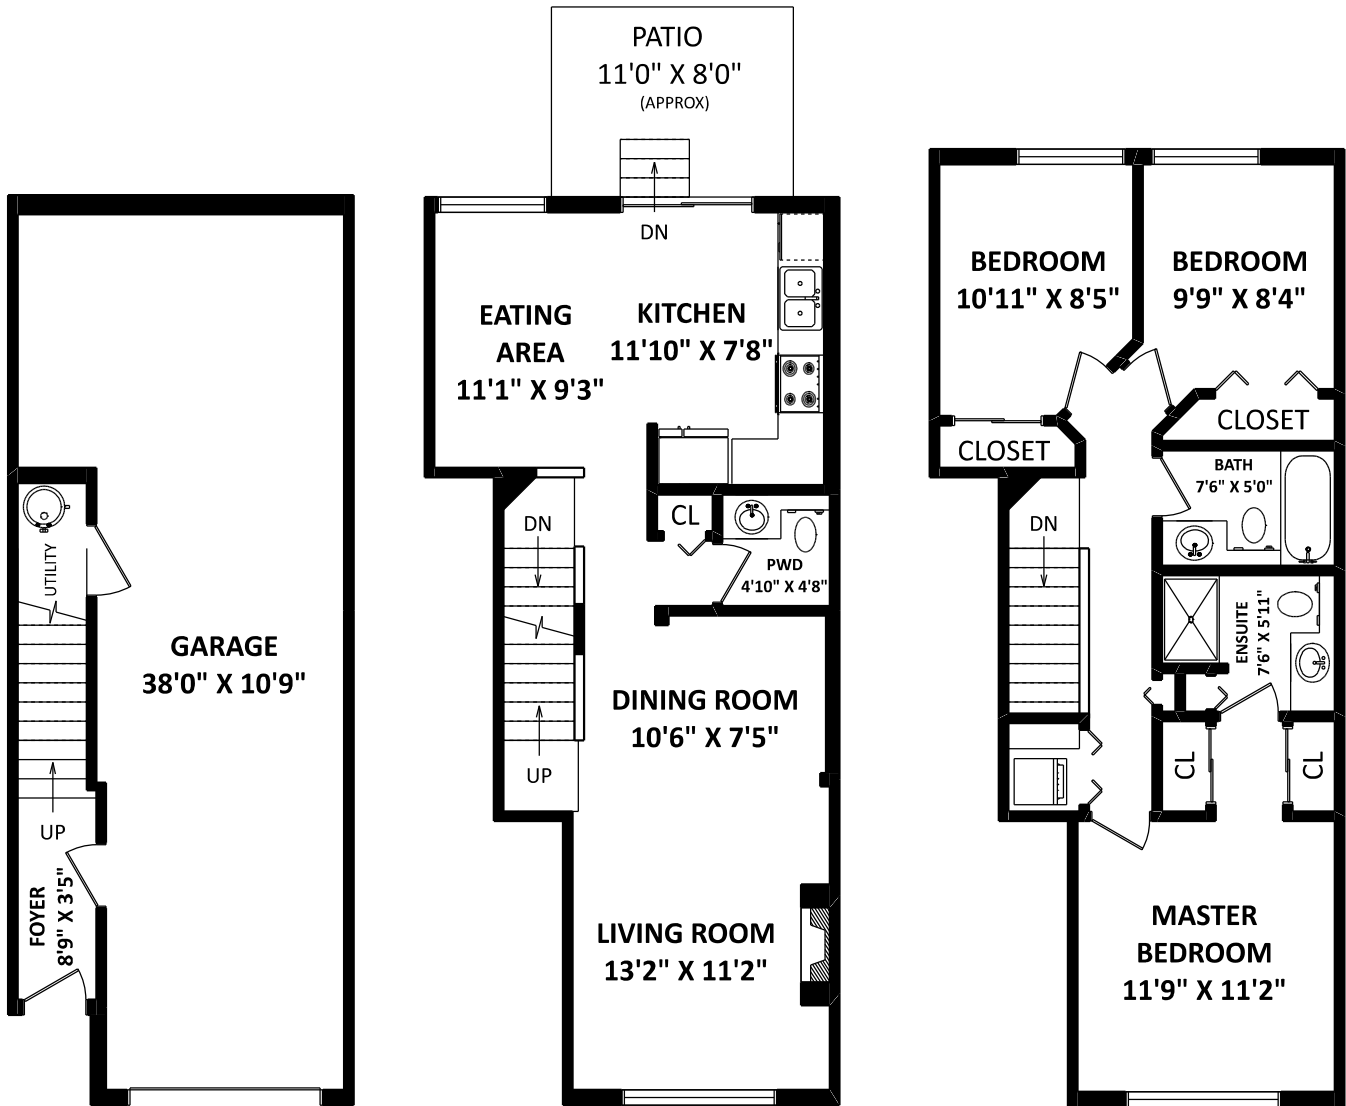 UTILITY
GARAGE
38'0" X 10'9"
UP
FOYER
8'9" X 3'5"
PATIO
11'0" X 8'0"
(APPROX)
DN
EATING
AREA
11'1" X 9'3"
KITCHEN
11'10" X 7'8"
DN
CL
PWD
4'10" X 4'8"
DINING ROOM
10'6" X 7'5"
UP
LIVING ROOM
13'2" X 11'2"
BEDROOM
10'11" X 8'5"
BEDROOM
9'9" X 8'4"
CLOSET
CLOSET
BATH
7'6" X 5'0"
DN
ENSUITE
7'6" X 5'11"
CL
CL
MASTER
BEDROOM
11'9" X 11'2"